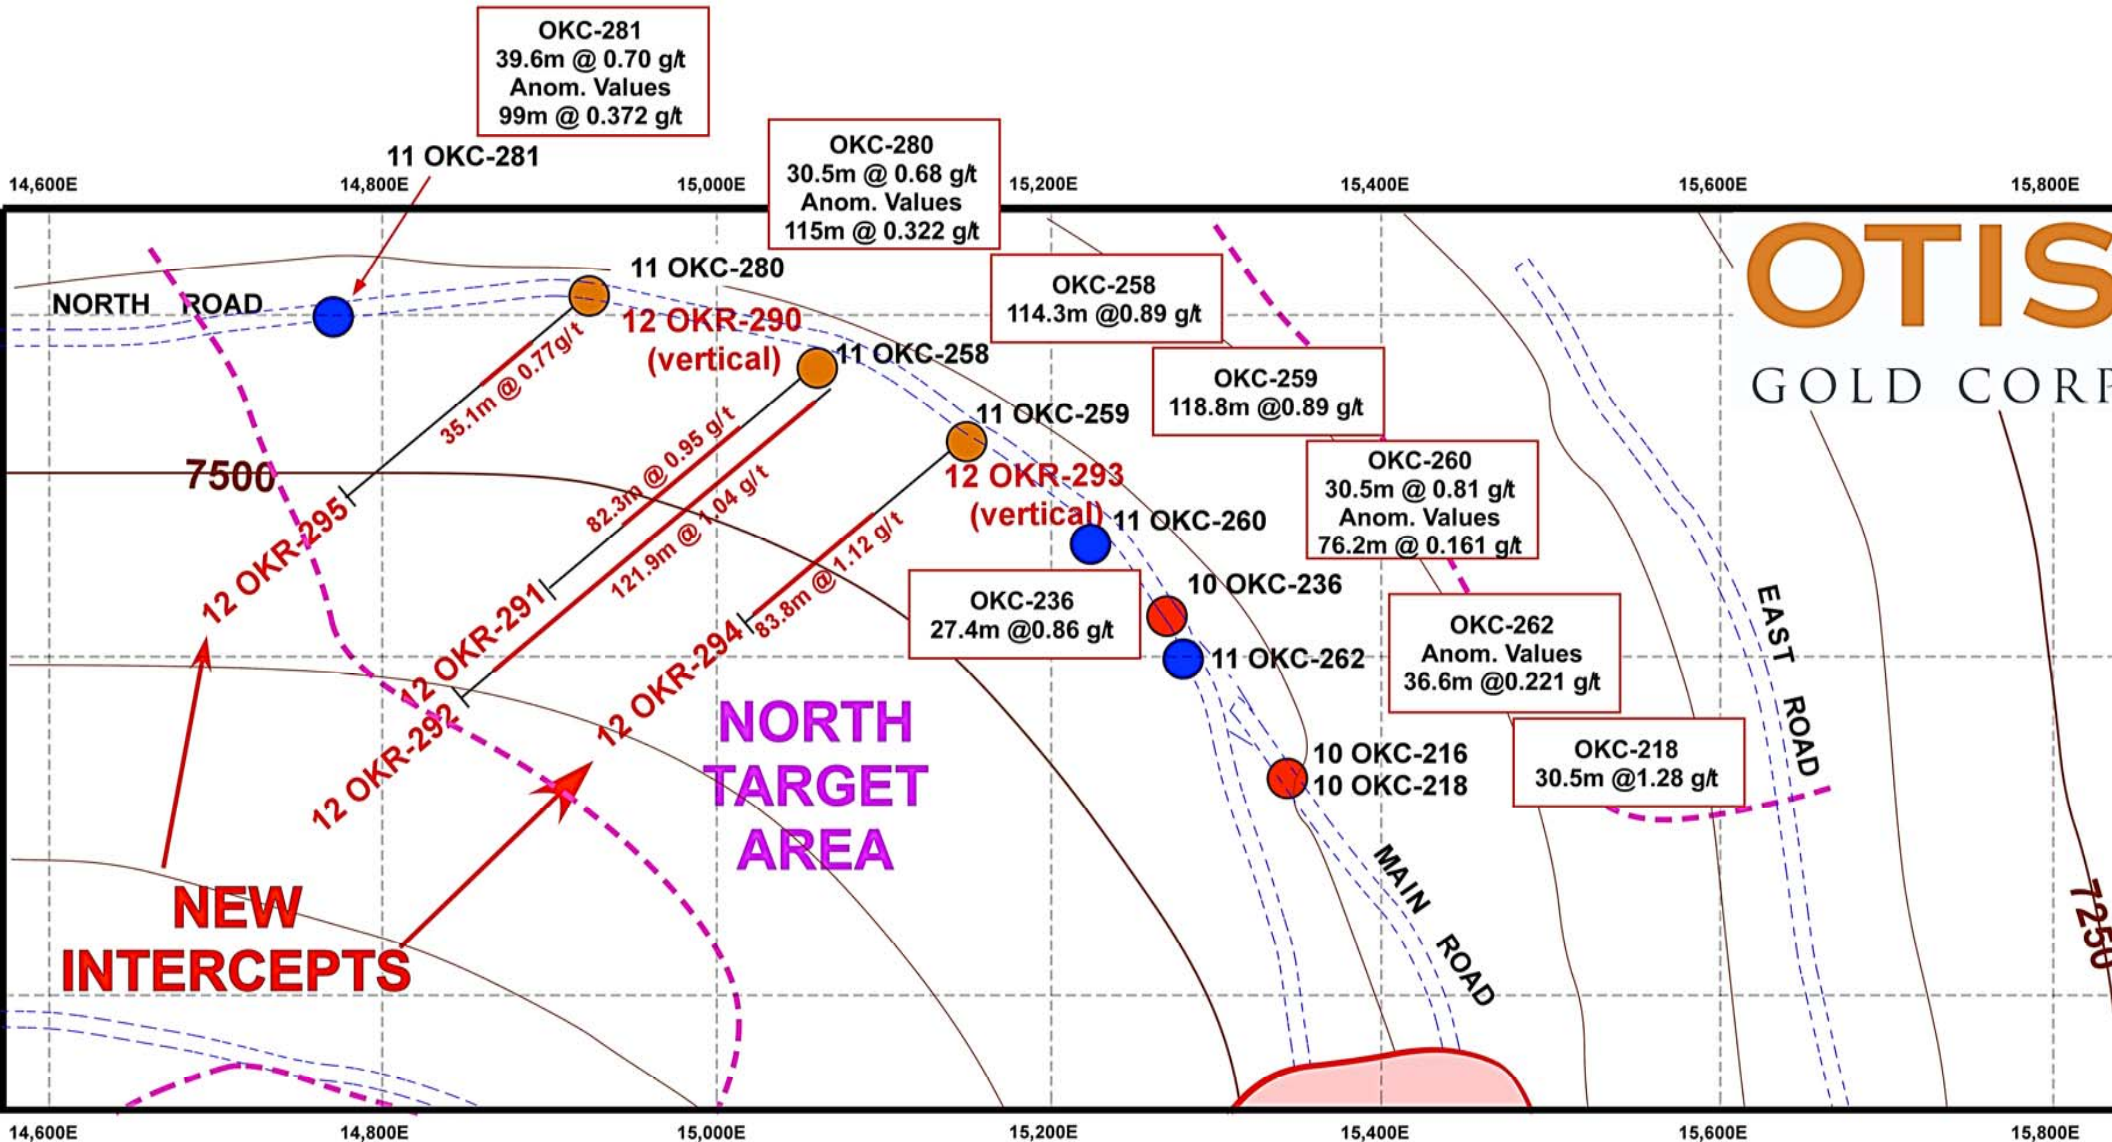 OKC-281
39.6m @ 0.70 g/t
Anom. Values
99m @ 0.372 g/t
11 OKC-281
OKC-280
30.5m @ 0.68 g/t
Anom. Values
115m @ 0.322 g/t
14,600E
14,800E
15,000E
15,200E
15,400E
15,600E
15,800E
OTIS
GOLD CORP
11 OKC-280
OKC-258
114.3m @0.89 g/t
NORTH ROAD
12 OKR-290
(vertical)
11 OKC-258
35.1m @ 0.77g/t
OKC-259
118.8m @0.89 g/t
11 OKC-259
82.3m @ 0.95 g/t
121.9m @ 1.04 g/t
12 OKR-293
(vertical)
OKC-260
30.5m @ 0.81 g/t
Anom. Values
76.2m @ 0.161 g/t
7500
12 OKR-295
11 OKC-260
83.8m @ 1.12 g/t
OKC-236
27.4m @0.86 g/t
10 OKC-236
12 OKR-291
12 OKR-294
12 OKR-292
11 OKC-262
OKC-262
Anom. Values
36.6m @0.221 g/t
EAST ROAD
NORTH
TARGET
AREA
10 OKC-216
10 OKC-218
OKC-218
30.5m @1.28 g/t
MAIN ROAD
NEW
INTERCEPTS
7250
14,600E
14,800E
15,000E
15,200E
15,400E
15,600E
15,800E